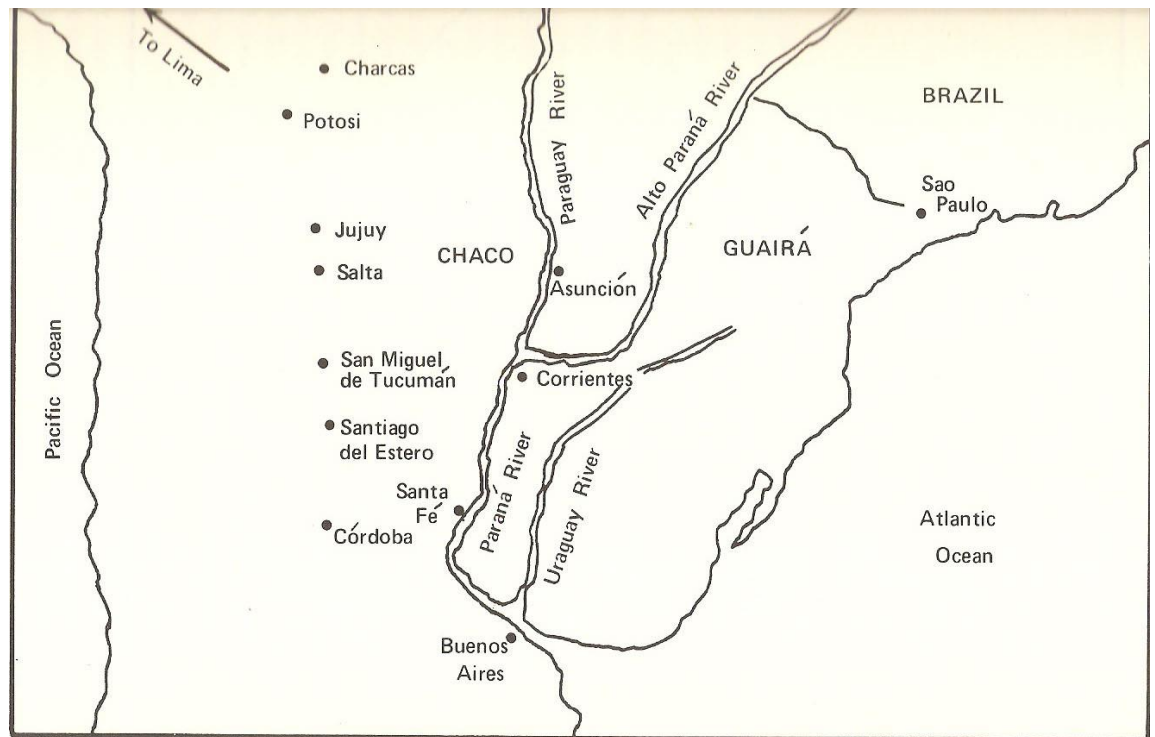 To Lima
Charcas
Potosi
Paraguay River
Alto Paraná River
BRAZIL
Sao
Paulo
Jujuy
CHACO
GUAIRÁ
Salta
Asunción
Pacific Ocean
San Miguel
de Tucumán
Corrientes
Santiago
del Estero
Paraná River
Uraguay River
Santa
Fé
Córdoba
Atlantic
Ocean
Buenos
Aires